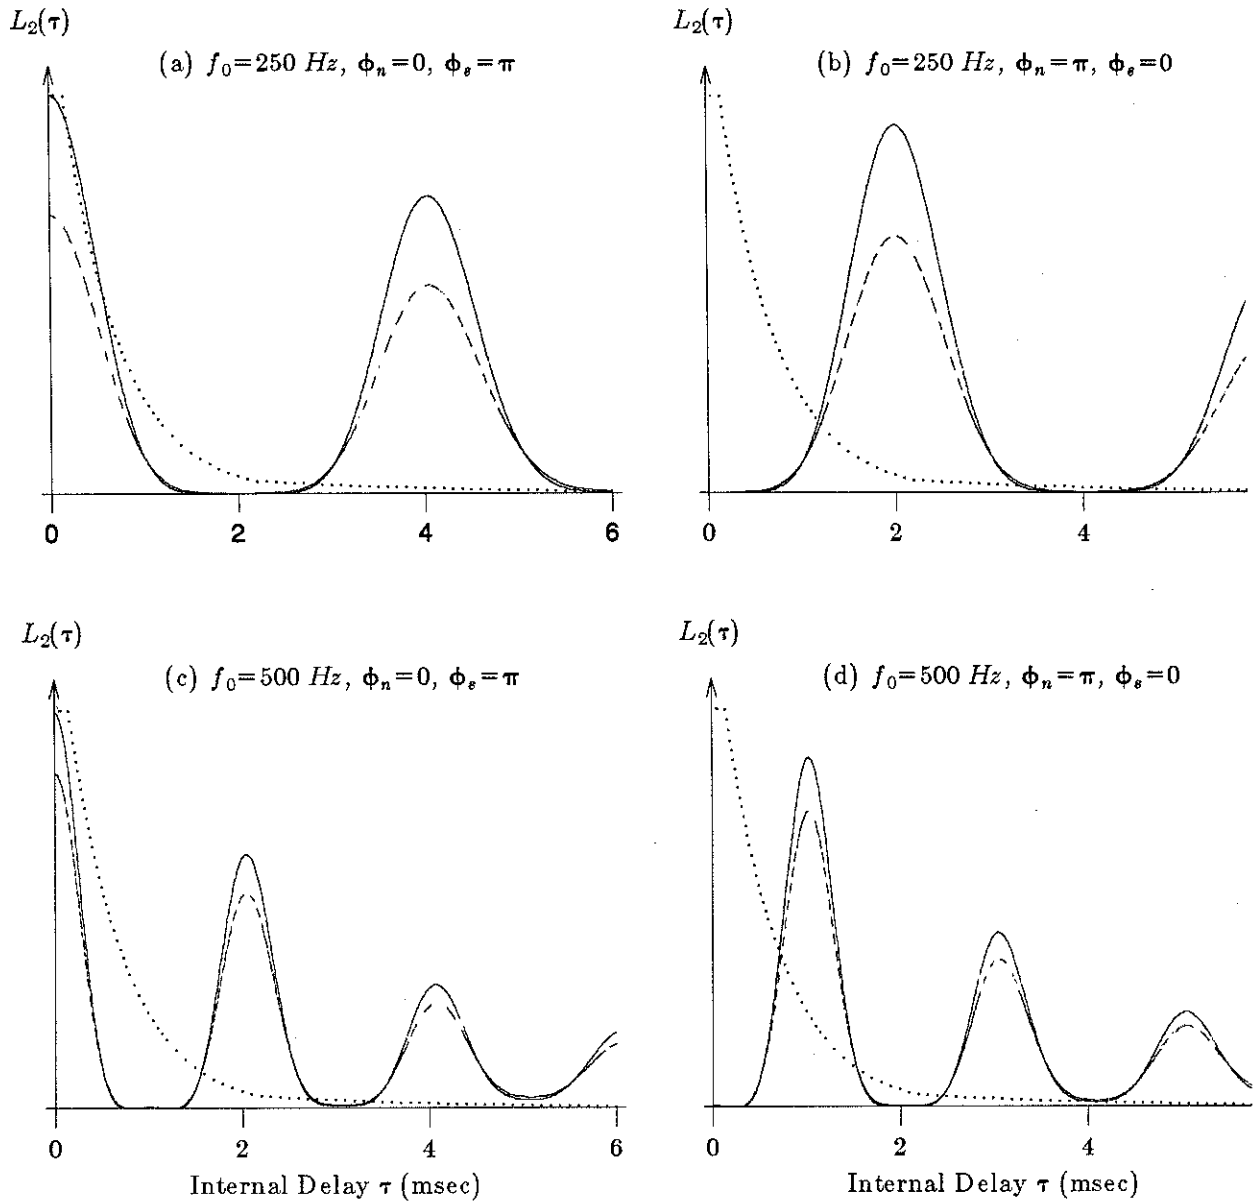 L₂(τ)
(a) f₀=250 Hz, ϕₙ=0, ϕₛ=π
0 2 4 6
L₂(τ)
(b) f₀=250 Hz, ϕₙ=π, ϕₛ=0
0 2 4
L₂(τ)
(c) f₀=500 Hz, ϕₙ=0, ϕₛ=π
0 2 4 6
Internal Delay τ (msec)
L₂(τ)
(d) f₀=500 Hz, ϕₙ=π, ϕₛ=0
0 2 4
Internal Delay τ (msec)